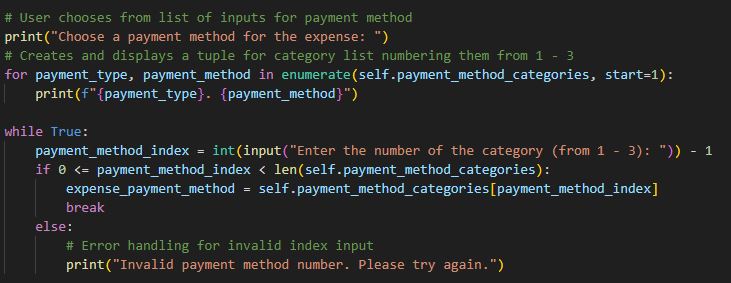 # User chooses from list of inputs for payment method
print("Choose a payment method for the expense: ")
# Creates and displays a tuple for category list numbering them from 1 - 3
for payment_type, payment_method in enumerate(self.payment_method_categories, start=1):
    print(f"{payment_type}. {payment_method}")

while True:
    payment_method_index = int(input("Enter the number of the category (from 1 - 3): ")) - 1
    if 0 <= payment_method_index < len(self.payment_method_categories):
        expense_payment_method = self.payment_method_categories[payment_method_index]
        break
    else:
        # Error handling for invalid index input
        print("Invalid payment method number. Please try again.")